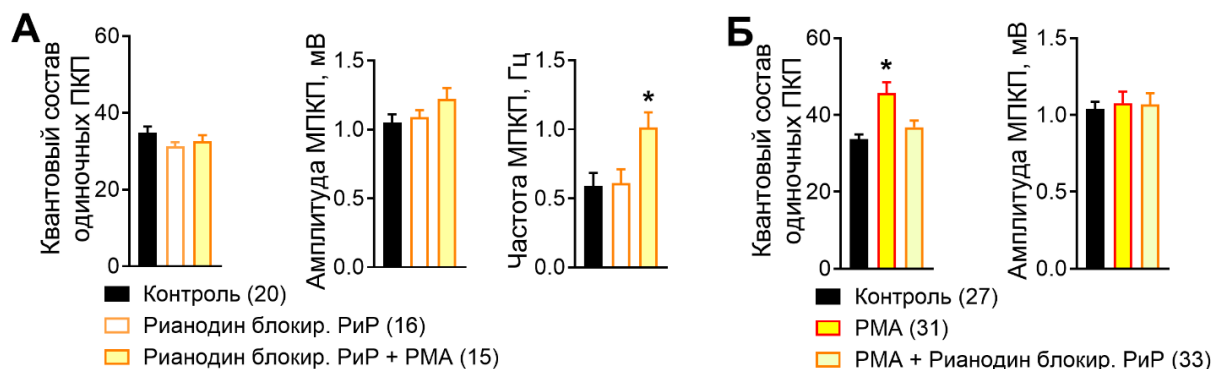 А
Квантовый состав
одиночных ПКП
60
40
20
0
Амплитуда МПКП, мВ
1.5
1.0
0.5
0.0
Частота МПКП, Гц
1.5
1.0
0.5
0.0
*
Контроль (20)
Рианодин блокир. РиР (16)
Рианодин блокир. РиР + РМА (15)
Б
Квантовый состав
одиночных ПКП
60
40
20
0
*
Амплитуда МПКП, мВ
1.5
1.0
0.5
0.0
Контроль (27)
РМА (31)
РМА + Рианодин блокир. РиР (33)